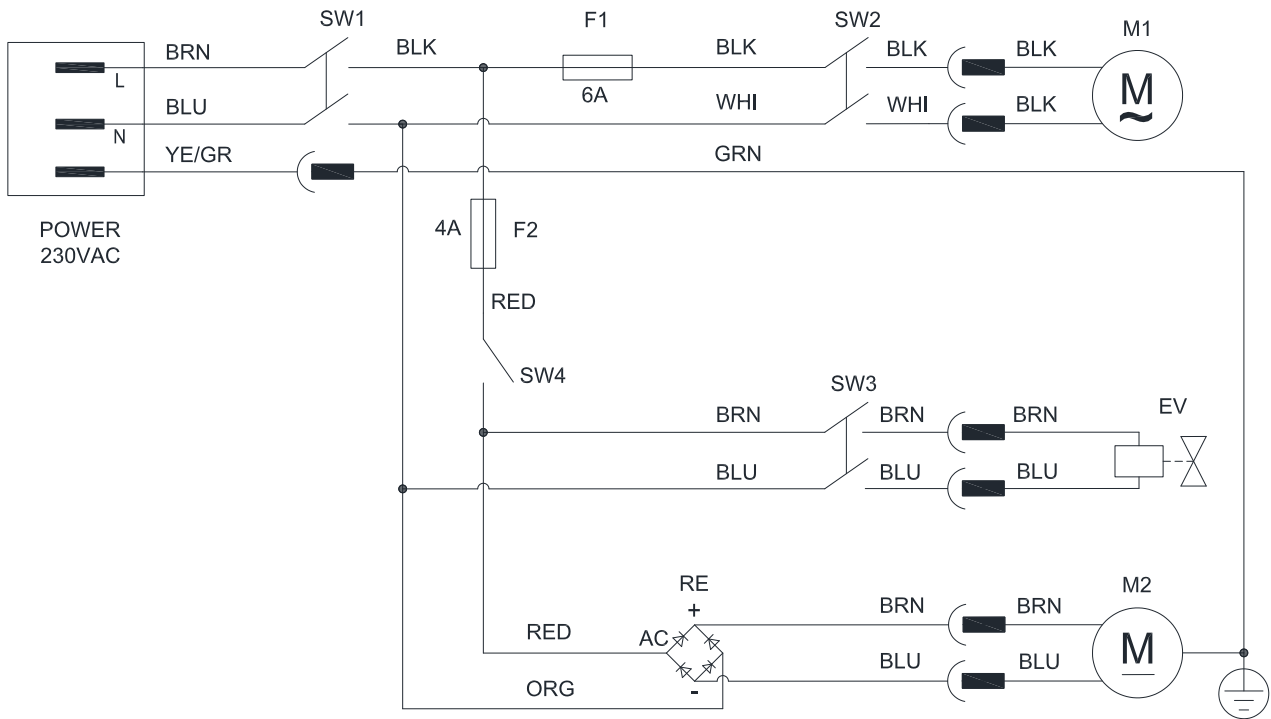 SW1
F1
SW2
M1
BRN
BLK
BLK
BLK
BLK
L
6A
M
~
BLU
WHI
WHI
BLK
N
YE/GR
GRN
POWER
230VAC
4A
F2
RED
SW4
SW3
EV
BRN
BRN
BRN
BLU
BLU
BLU
RE
M2
+
BRN
BRN
RED
AC
M
BLU
BLU
ORG
-